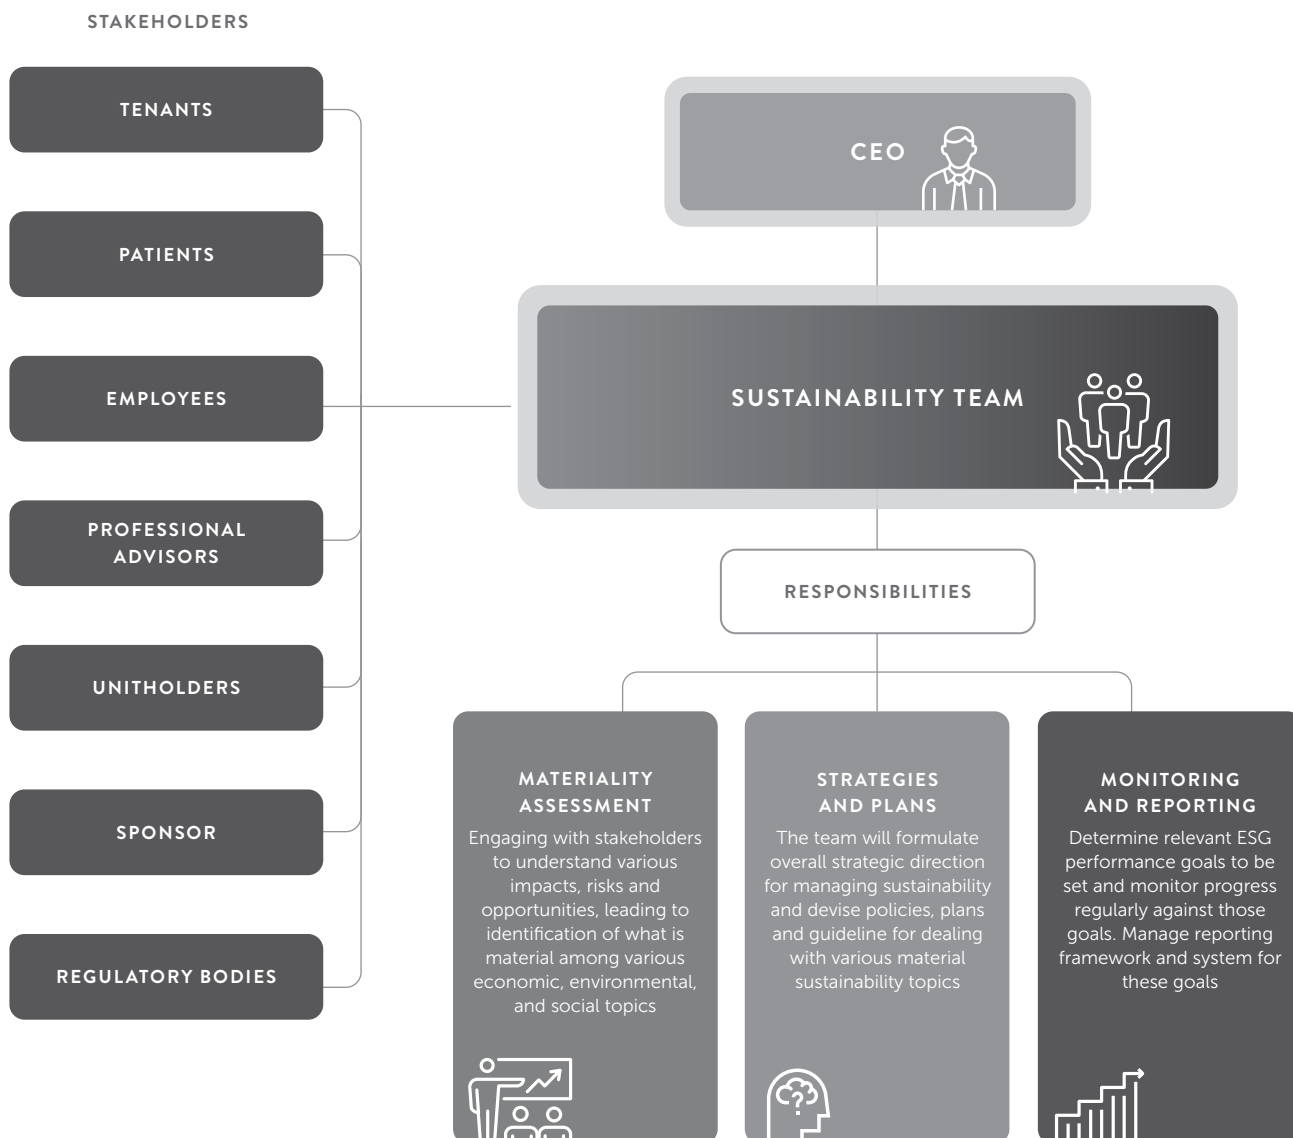 STAKEHOLDERS
TENANTS
PATIENTS
EMPLOYEES
PROFESSIONAL
ADVISORS
UNITHOLDERS
SPONSOR
REGULATORY BODIES
CEO
SUSTAINABILITY TEAM
RESPONSIBILITIES
MATERIALITY
ASSESSMENT
Engaging with stakeholders
to understand various
impacts, risks and
opportunities, leading to
identification of what is
material among various
economic, environmental,
and social topics
STRATEGIES
AND PLANS
The team will formulate
overall strategic direction
for managing sustainability
and devise policies, plans
and guideline for dealing
with various material
sustainability topics
MONITORING
AND REPORTING
Determine relevant ESG
performance goals to be
set and monitor progress
regularly against those
goals. Manage reporting
framework and system for
these goals
?